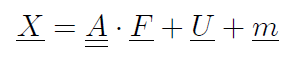 X = A · F + U + m